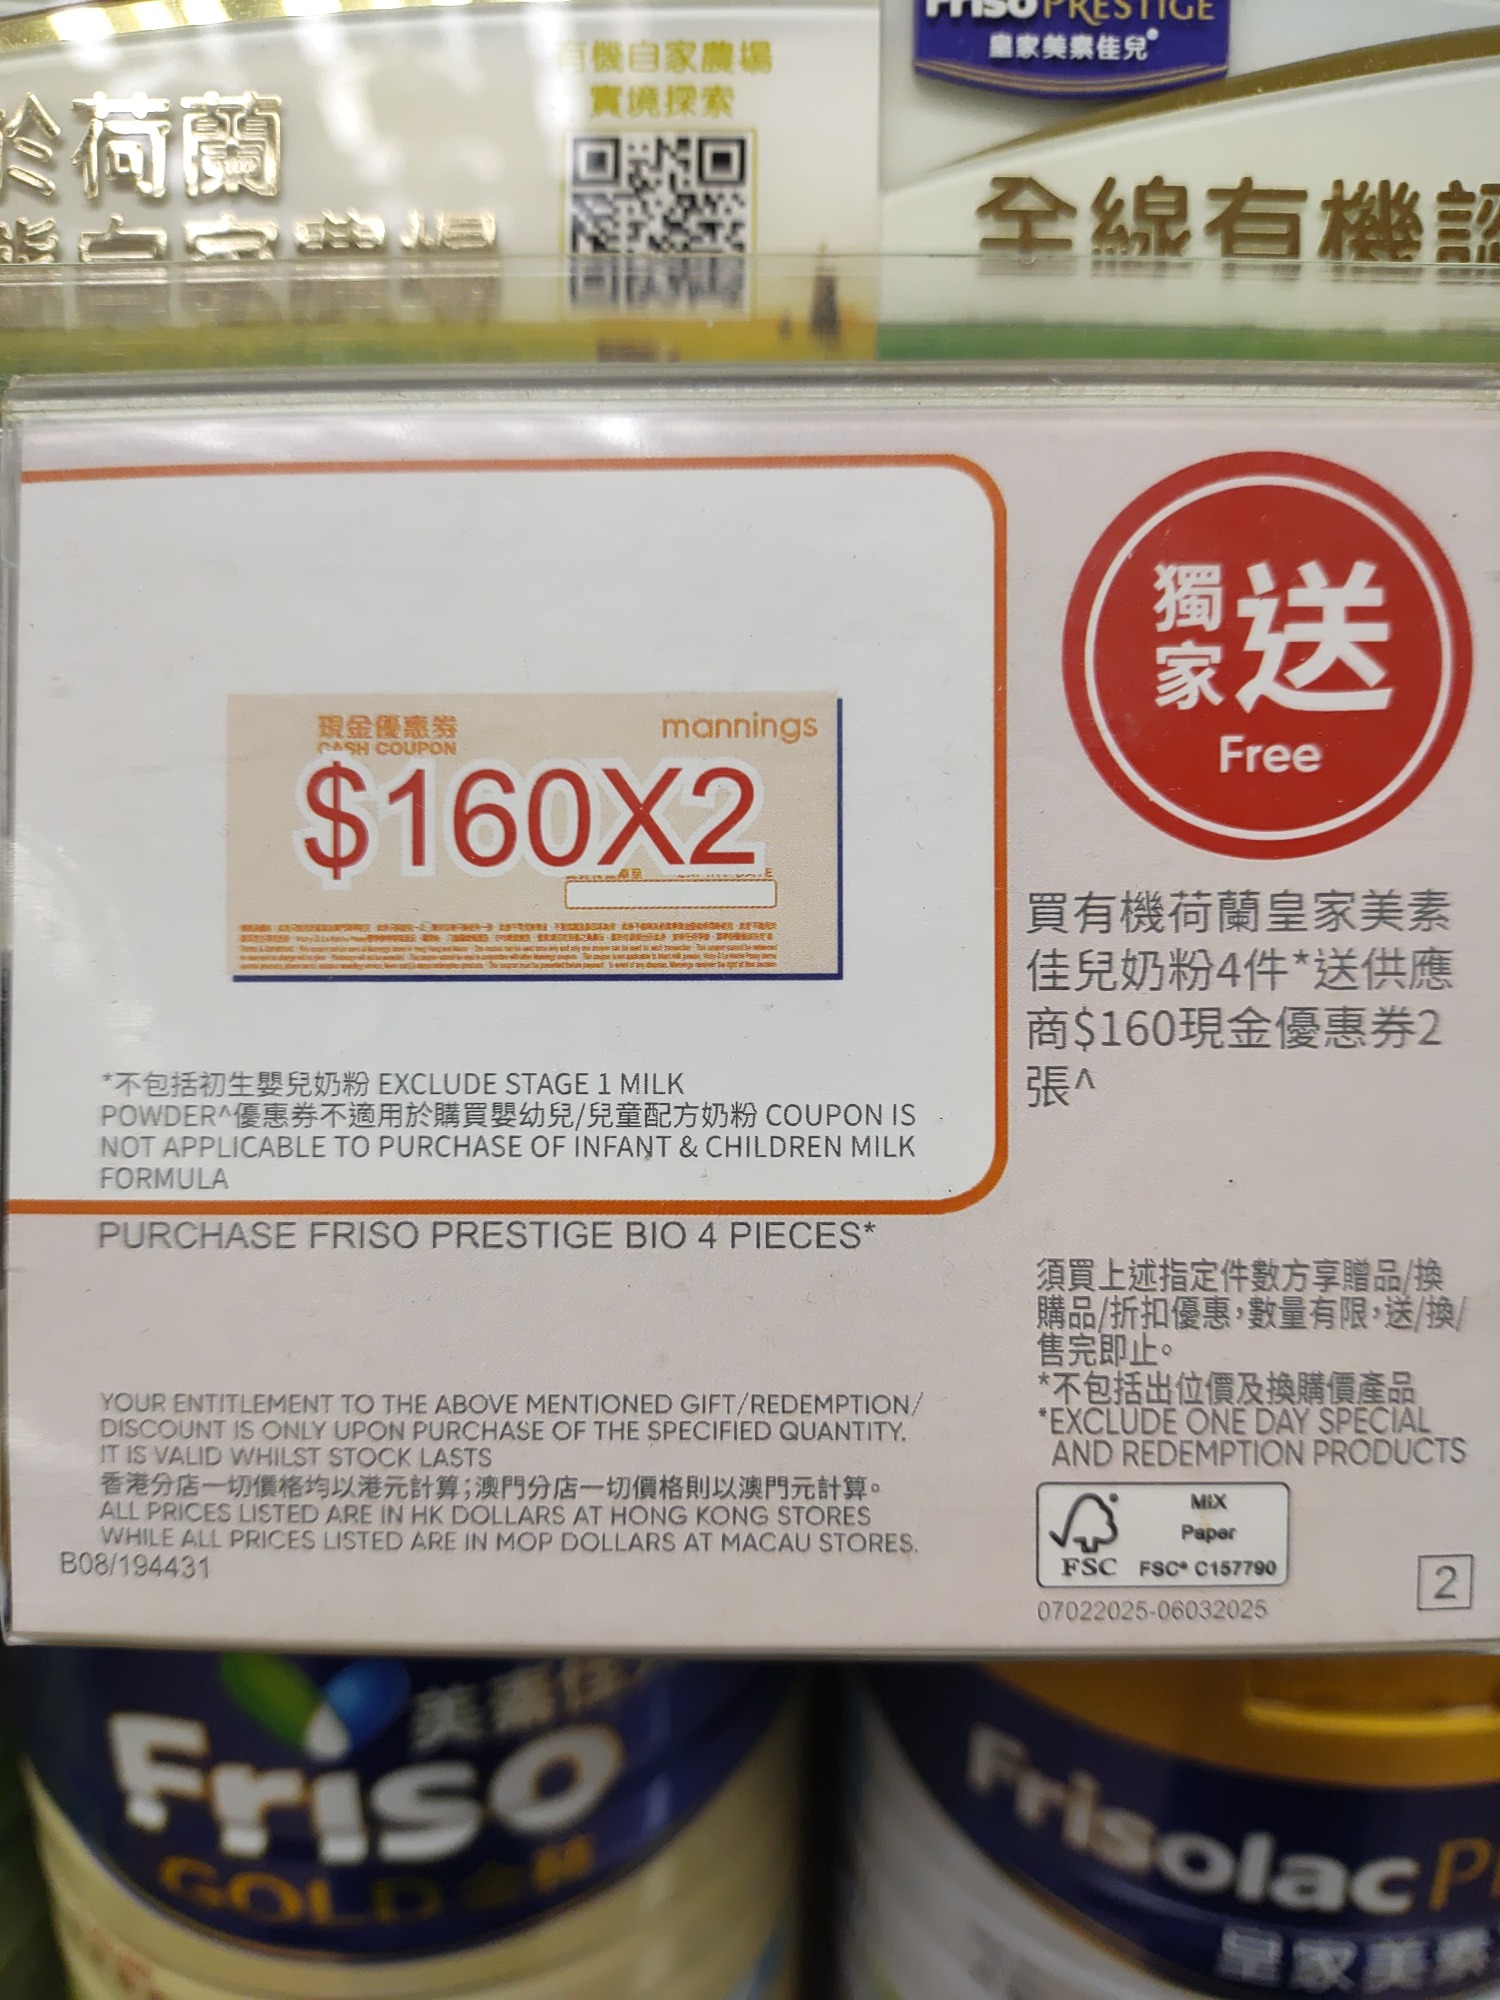 於荷蘭
有機自家農場
實境探索
Friso PRESTIGE
皇家美素佳兒®
全線有機
獨家送
Free
現金優惠券
CASH COUPON
mannings
$160X2
買有機荷蘭皇家美素
佳兒奶粉4件*送供應
商$160現金優惠券2
張^
*不包括初生嬰兒奶粉 EXCLUDE STAGE 1 MILK
POWDER^優惠券不適用於購買嬰幼兒/兒童配方奶粉 COUPON IS
NOT APPLICABLE TO PURCHASE OF INFANT & CHILDREN MILK
FORMULA
PURCHASE FRISO PRESTIGE BIO 4 PIECES*
須買上述指定件數方享贈品/換
購品/折扣優惠，數量有限，送/換/
售完即止。
*不包括出位價及換購價產品
*EXCLUDE ONE DAY SPECIAL
AND REDEMPTION PRODUCTS
YOUR ENTITLEMENT TO THE ABOVE MENTIONED GIFT/REDEMPTION/
DISCOUNT IS ONLY UPON PURCHASE OF THE SPECIFIED QUANTITY.
IT IS VALID WHILST STOCK LASTS
香港分店一切價格均以港元計算；澳門分店一切價格則以澳門元計算。
ALL PRICES LISTED ARE IN HK DOLLARS AT HONG KONG STORES
WHILE ALL PRICES LISTED ARE IN MOP DOLLARS AT MACAU STORES.
B08/194431
MIX
Paper
FSC FSC® C157790
07022025-06032025
2
美素佳
Friso
GOLD
Frisolac
皇家美素